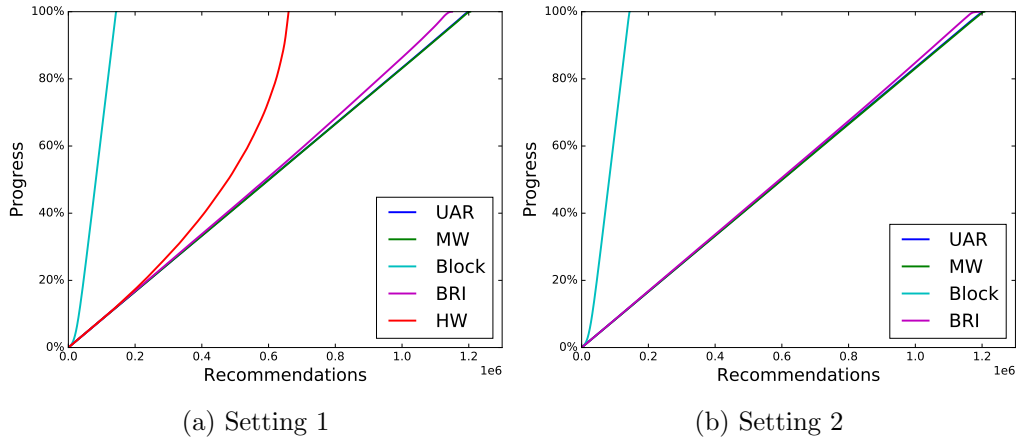 100%
80%
60%
40%
20%
0%
Progress
0.0 0.2 0.4 0.6 0.8 1.0 1.2
1e6
Recommendations
UAR
MW
Block
BRI
HW
(a) Setting 1
100%
80%
60%
40%
20%
0%
Progress
0.0 0.2 0.4 0.6 0.8 1.0 1.2
1e6
Recommendations
UAR
MW
Block
BRI
(b) Setting 2